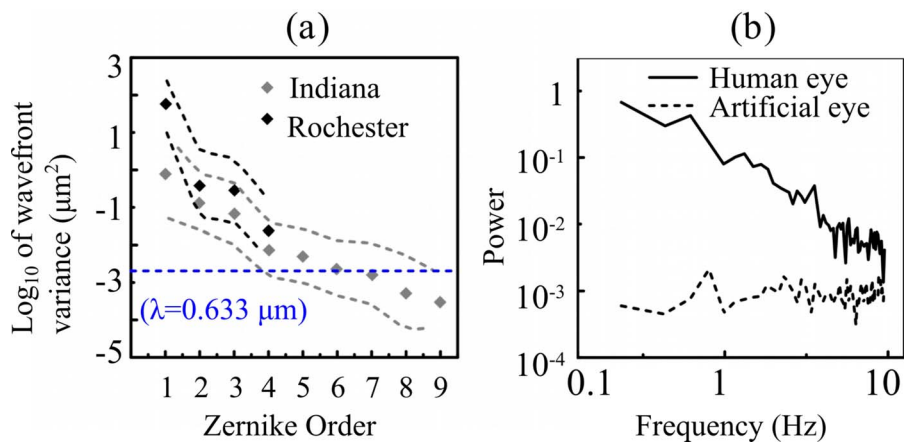 (a)
Log₁₀ of wavefront
variance (μm²)
3
1
-1
-3
-5
Indiana
Rochester
(λ=0.633 μm)
1 2 3 4 5 6 7 8 9
Zernike Order
(b)
Power
1
10⁻¹
10⁻²
10⁻³
10⁻⁴
Human eye
Artificial eye
0.1 1 10
Frequency (Hz)